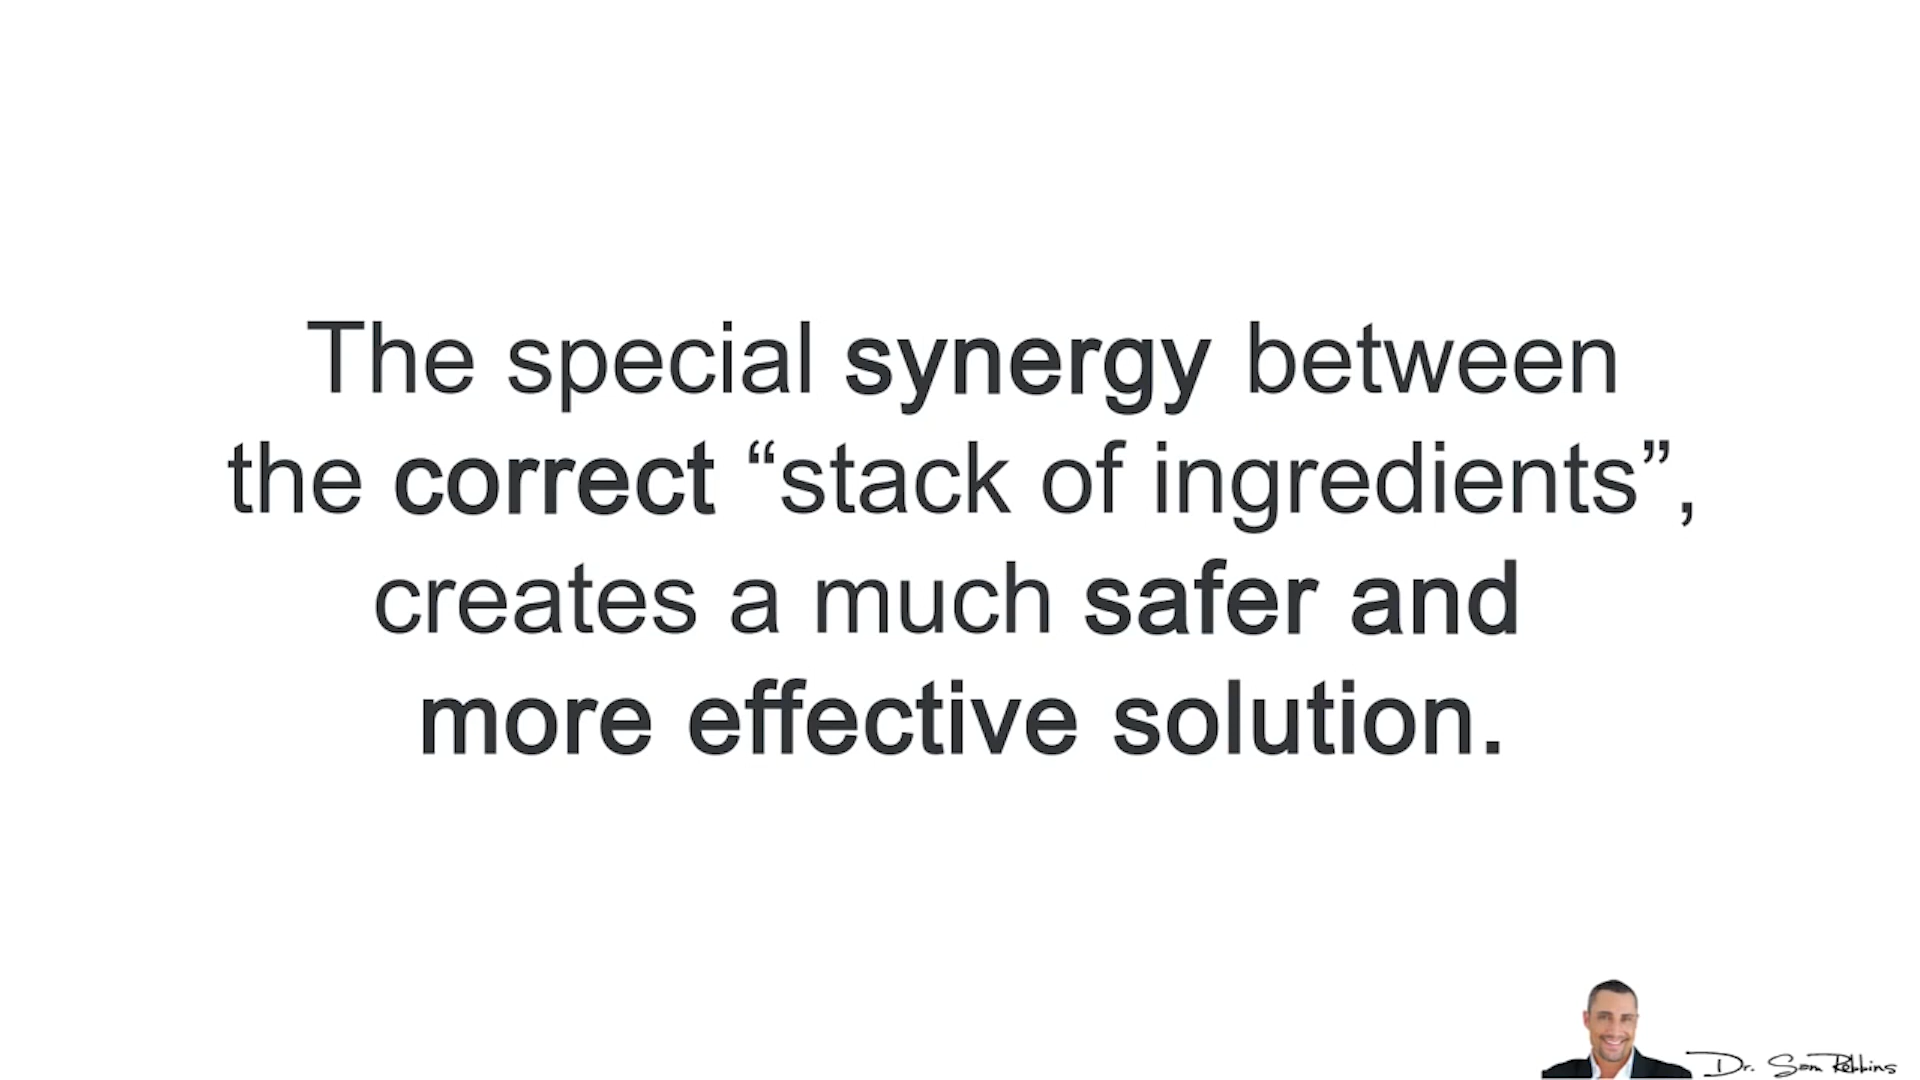 The special synergy between
the correct “stack of ingredients”,
creates a much safer and
more effective solution.
Dr. Sam Robbins